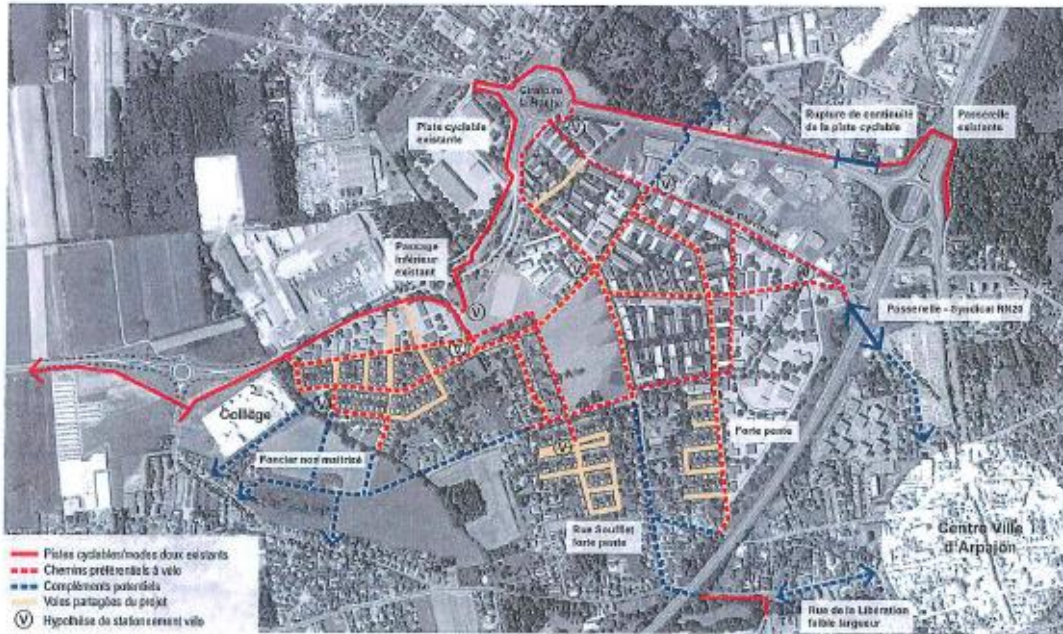 Piste cyclable
existante
Rupture de continuité
de la piste cyclable
Passerelle
existante
Passage
inférieur
existant
V
V
V
V
V
V
Passerelle - Syndicat RN20
Collège
Foncier non maîtrisé
Forte pente
Rue Soufflet
forte pente
Centre Ville
d'Arpajon
Rue de la Libération
faible largueur
Pistes cyclables/modes doux existants
Chemins préférentiels à vélo
Compléments potentiels
Voies partagées du projet
V Hypothèse de stationnement vélo